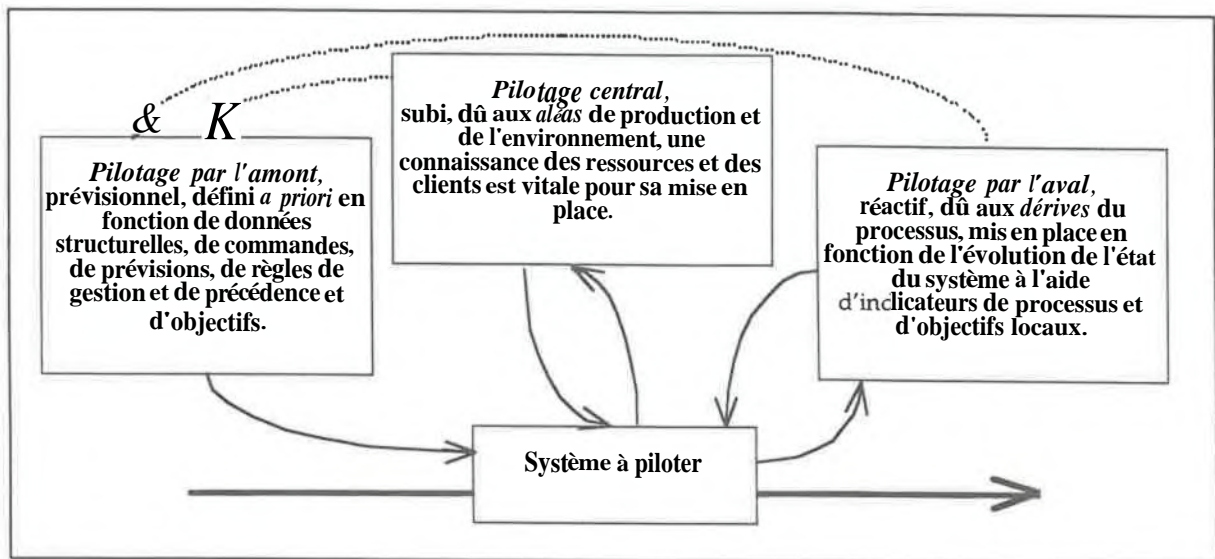 & K
Pilotage par l'amont,
prévisionnel, défini a priori en
fonction de données
structurelles, de commandes,
de prévisions, de règles de
gestion et de précédence et
d'objectifs.
Pilotage central,
subi, dû aux aléas de production et
de l'environnement, une
connaissance des ressources et des
clients est vitale pour sa mise en
place.
Pilotage par l'aval,
réactif, dû aux dérives du
processus, mis en place en
fonction de l'évolution de l'état
du système à l'aide
d'indicateurs de processus et
d'objectifs locaux.
Système à piloter